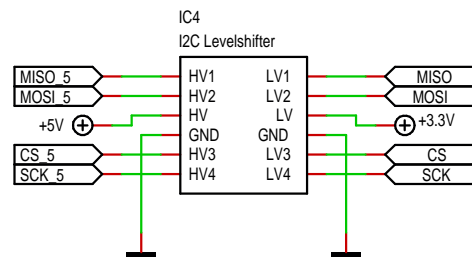 IC4
I2C Levelshifter
MISO_5 HV1 LV1 MISO
MOSI_5 HV2 LV2 MOSI
+5V HV LV +3.3V
GND GND
CS_5 HV3 LV3 CS
SCK_5 HV4 LV4 SCK